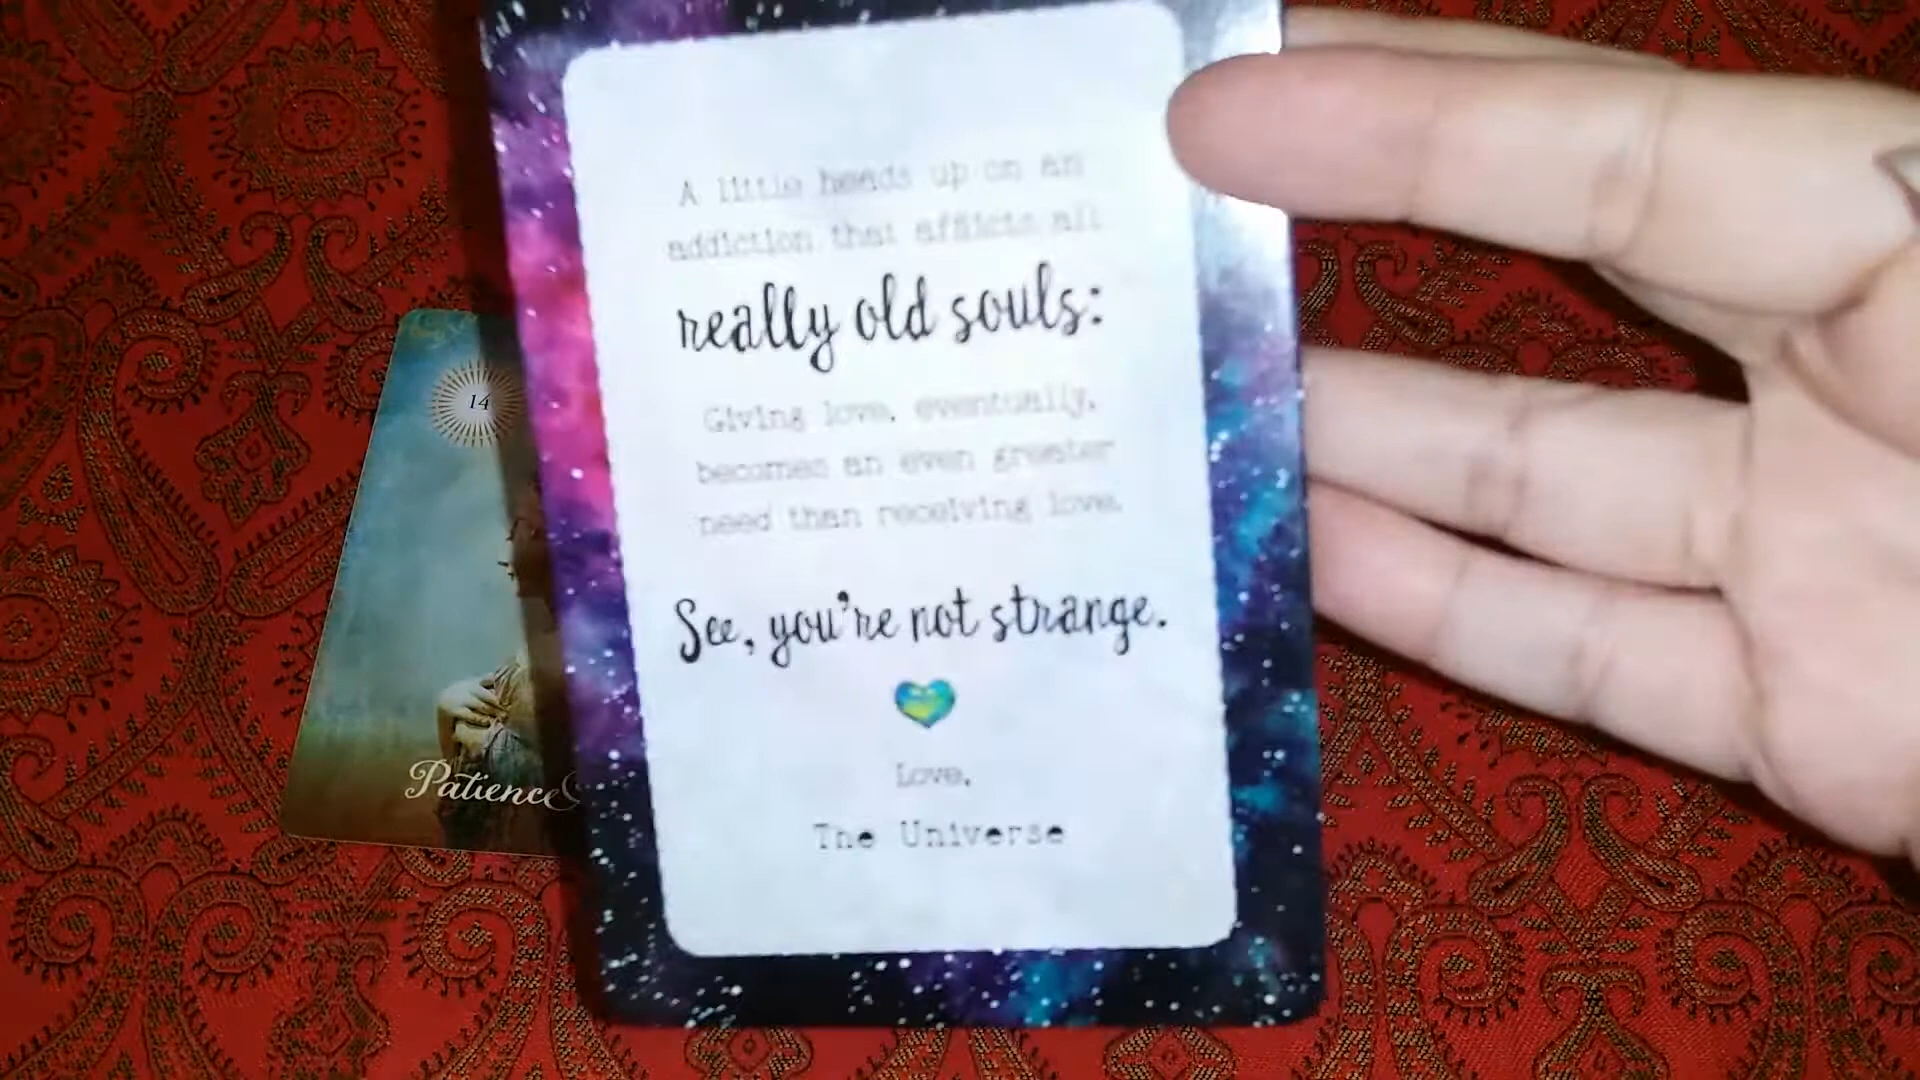 A little heads up on an
addiction that afflicts all
really old souls:
Giving love, eventually,
becomes an even greater
need than receiving love.
See, you're not strange.
Love,
The Universe
14
Patience